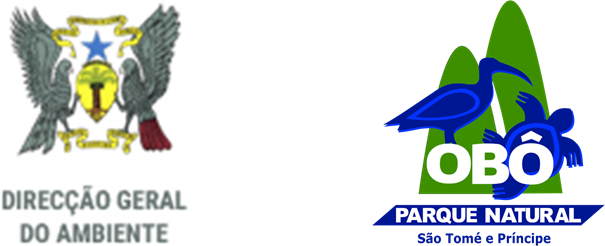 DIRECÇÃO GERAL
DO AMBIENTE
OBÔ
PARQUE NATURAL
São Tomé e Príncipe